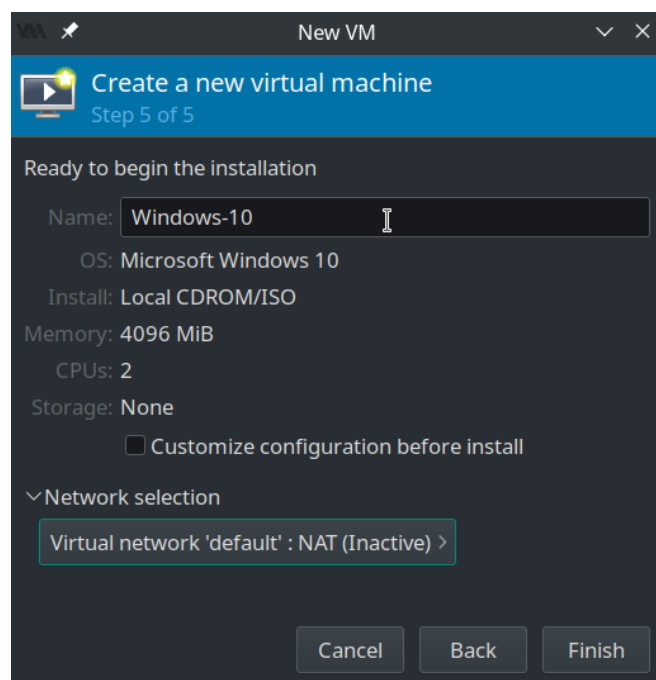 New VM
Create a new virtual machine
Step 5 of 5
Ready to begin the installation
Name: Windows-10
OS: Microsoft Windows 10
Install: Local CDROM/ISO
Memory: 4096 MiB
CPUs: 2
Storage: None
Customize configuration before install
Network selection
Virtual network 'default' : NAT (Inactive)
Cancel Back Finish